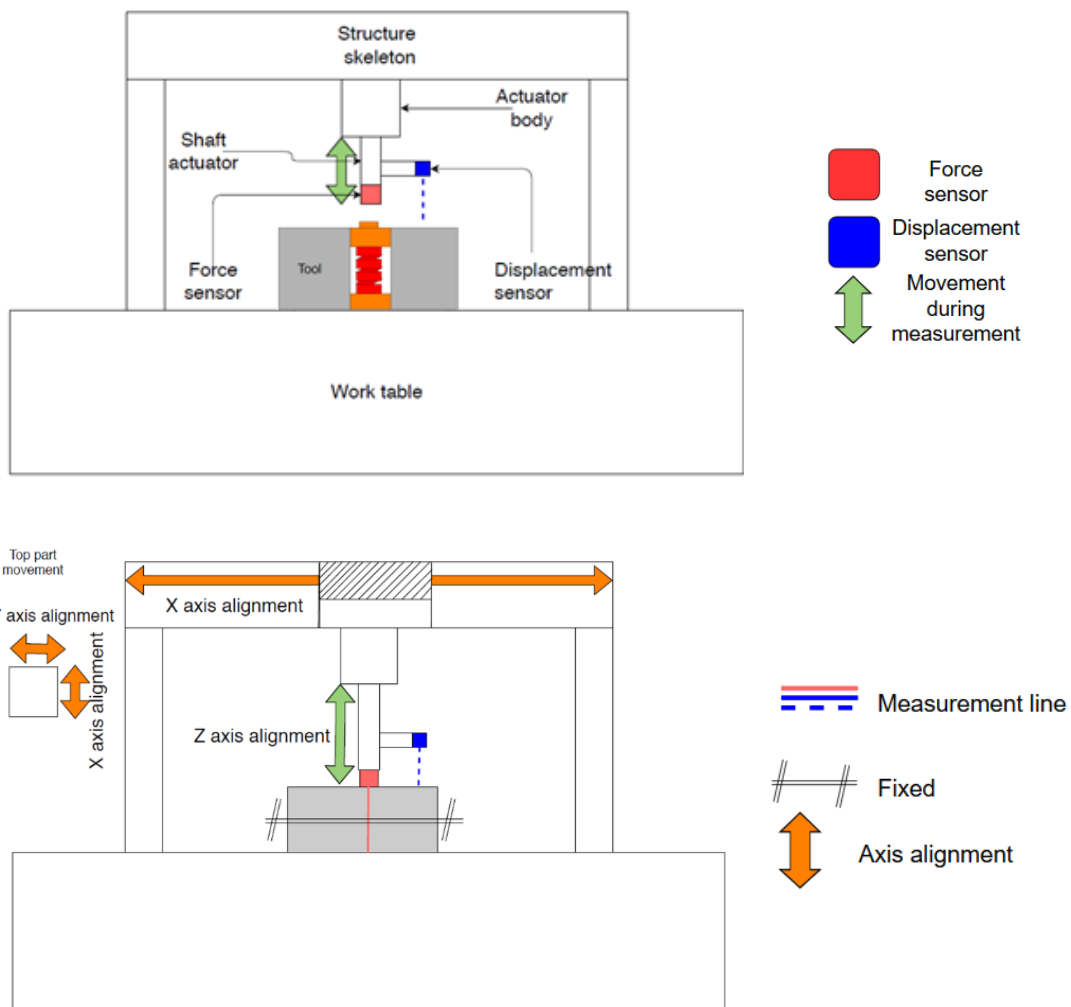 Structure
skeleton
Actuator
body
Shaft
actuator
Force
sensor
Tool
Displacement
sensor
Work table
Force
sensor
Displacement
sensor
Movement
during
measurement
Top part
movement
axis alignment
X axis alignment
X axis alignment
Z axis alignment
Measurement line
Fixed
Axis alignment